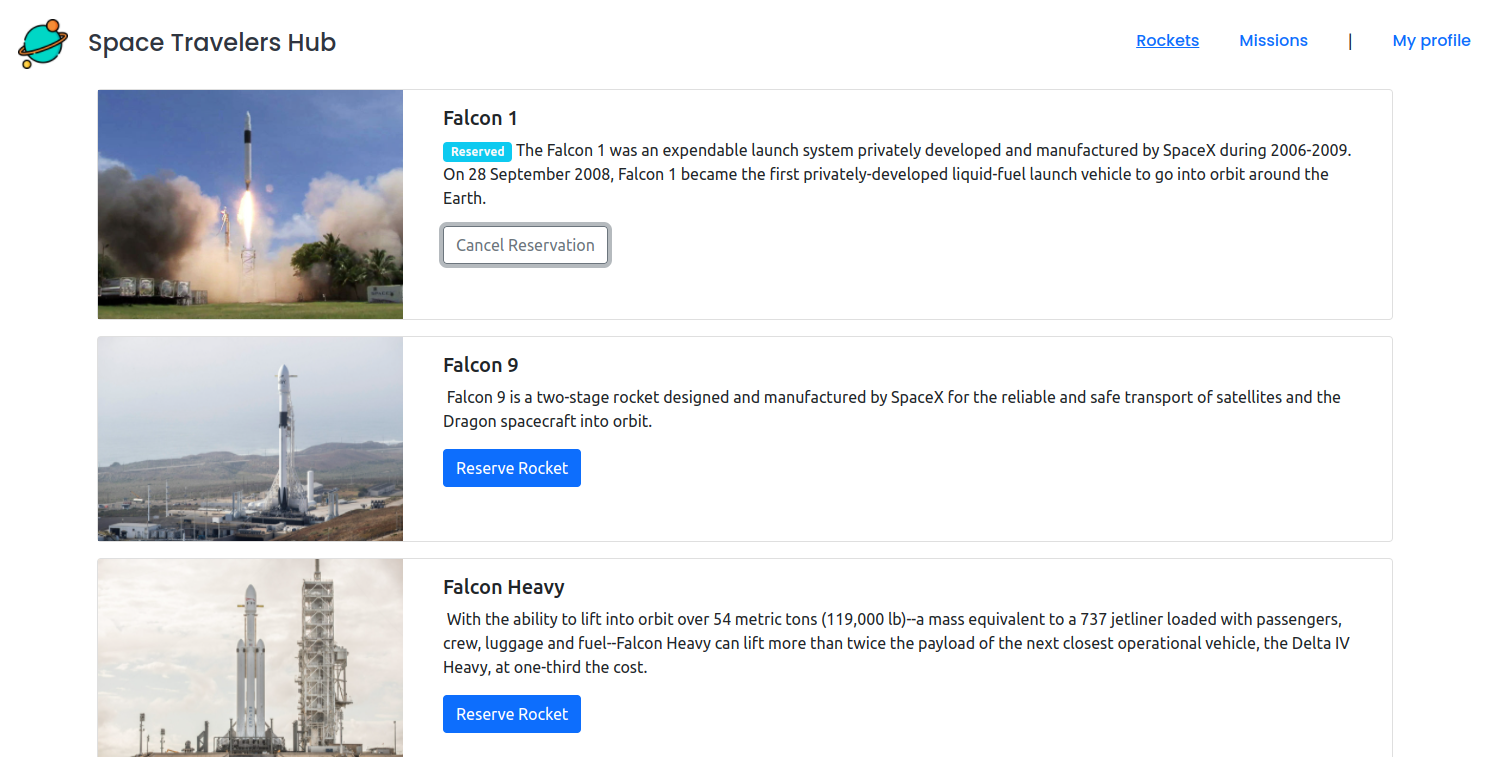 Space Travelers Hub
Rockets
Missions
|
My profile
Falcon 1
Reserved The Falcon 1 was an expendable launch system privately developed and manufactured by SpaceX during 2006-2009.
On 28 September 2008, Falcon 1 became the first privately-developed liquid-fuel launch vehicle to go into orbit around the
Earth.
Cancel Reservation
Falcon 9
Falcon 9 is a two-stage rocket designed and manufactured by SpaceX for the reliable and safe transport of satellites and the
Dragon spacecraft into orbit.
Reserve Rocket
Falcon Heavy
With the ability to lift into orbit over 54 metric tons (119,000 lb)--a mass equivalent to a 737 jetliner loaded with passengers,
crew, luggage and fuel--Falcon Heavy can lift more than twice the payload of the next closest operational vehicle, the Delta IV
Heavy, at one-third the cost.
Reserve Rocket